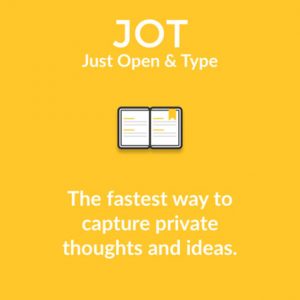 JOT
Just Open & Type
The fastest way to
capture private
thoughts and ideas.